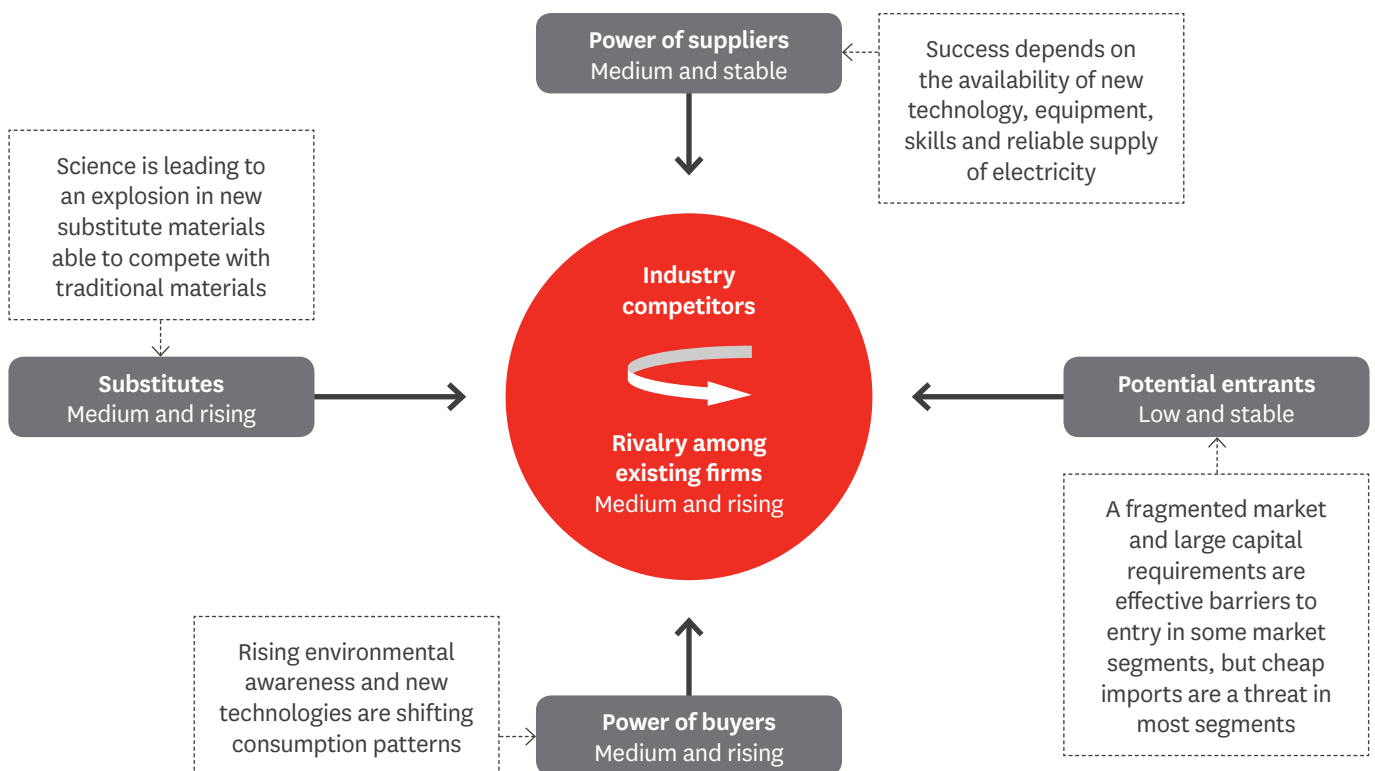 Power of suppliers
Medium and stable
Success depends on
the availability of new
technology, equipment,
skills and reliable supply
of electricity
Science is leading to
an explosion in new
substitute materials
able to compete with
traditional materials
Substitutes
Medium and rising
Industry
competitors
Rivalry among
existing firms
Medium and rising
Potential entrants
Low and stable
A fragmented market
and large capital
requirements are
effective barriers to
entry in some market
segments, but cheap
imports are a threat in
most segments
Rising environmental
awareness and new
technologies are shifting
consumption patterns
Power of buyers
Medium and rising